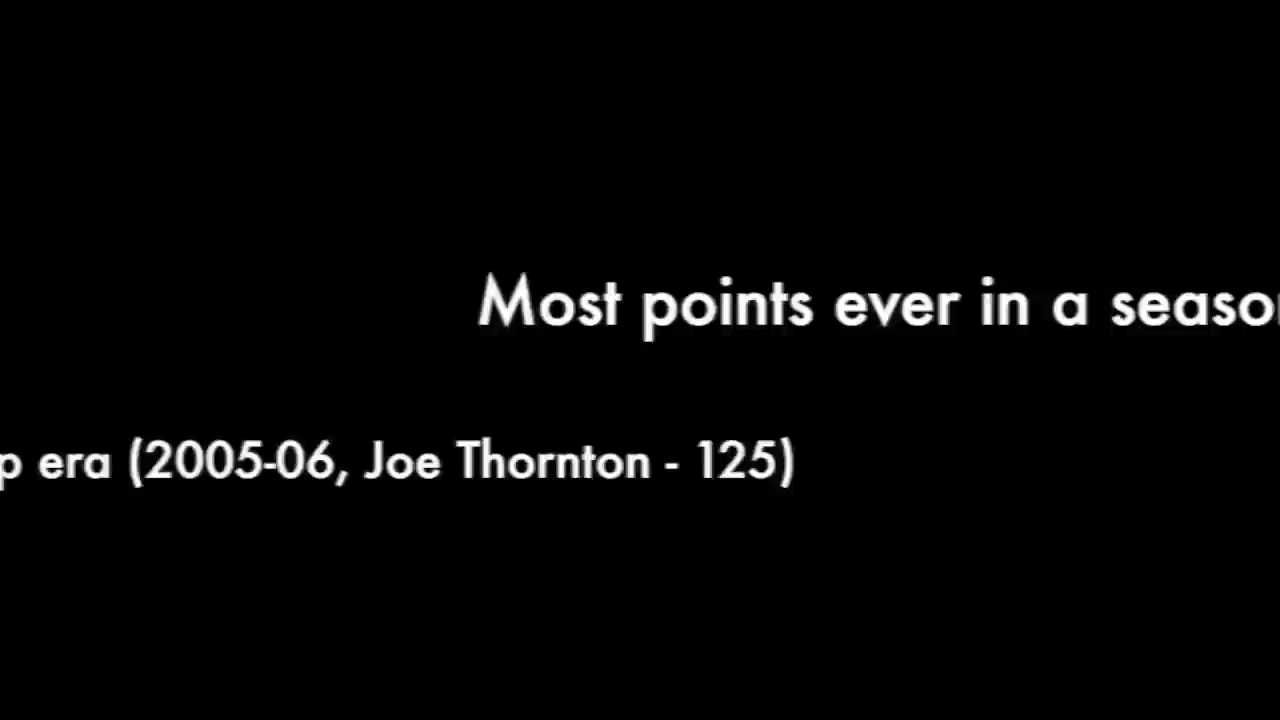 Most points ever in a seaso
p era (2005-06, Joe Thornton - 125)